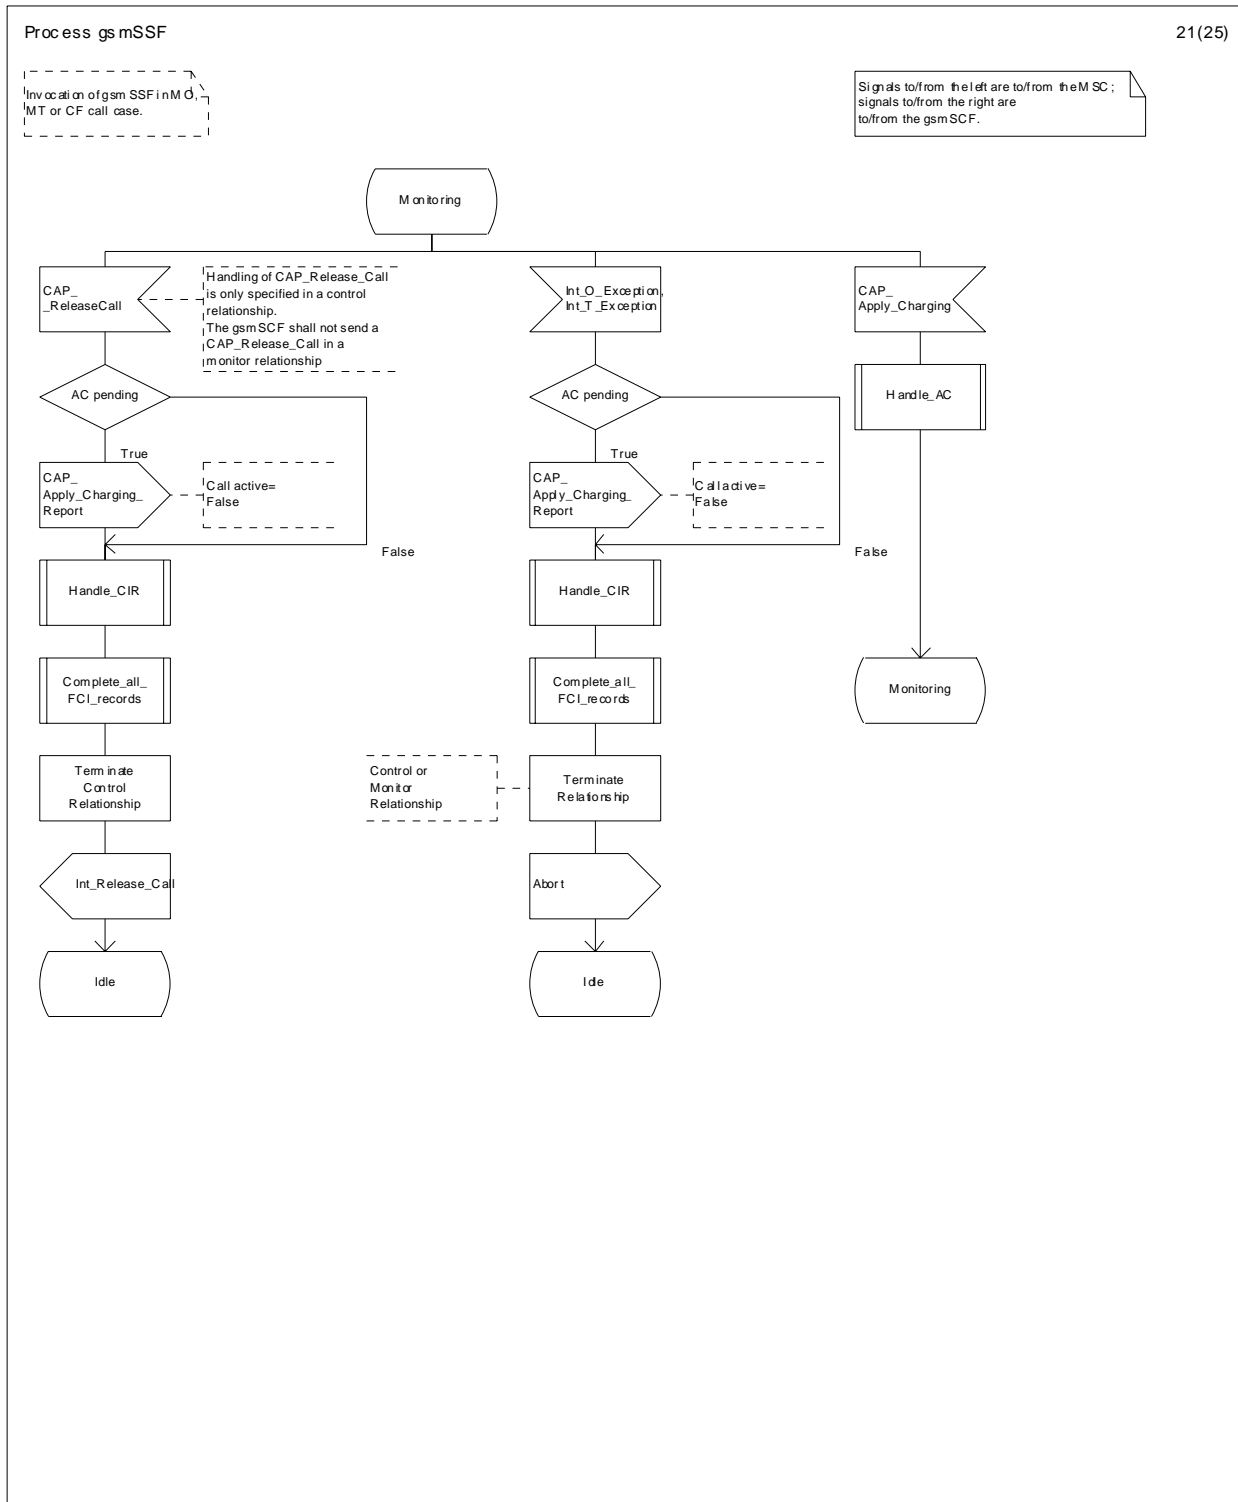 Process gsmSSF
21(25)
Invocation of gsmSSF in MO,
MT or CF call case.
Signals to/from the left are to/from the MSC;
signals to/from the right are
to/from the gsmSCF.
Monitoring
CAP_
_ReleaseCall
Handling of CAP_Release_Call
is only specified in a control
relationship.
The gsmSCF shall not send a
CAP_Release_Call in a
monitor relationship
Int_O_Exception,
Int_T_Exception
CAP_
Apply_Charging
AC pending
AC pending
Handle_AC
True
True
CAP_
Apply_Charging_
Report
Call active=
False
CAP_
Apply_Charging_
Report
Call active=
False
False
False
Handle_CIR
Handle_CIR
Complete_all_
FCI_records
Complete_all_
FCI_records
Monitoring
Terminate
Control
Relationship
Control or
Monitor
Relationship
Terminate
Relationship
Int_Release_Call
Abort
Idle
Idle